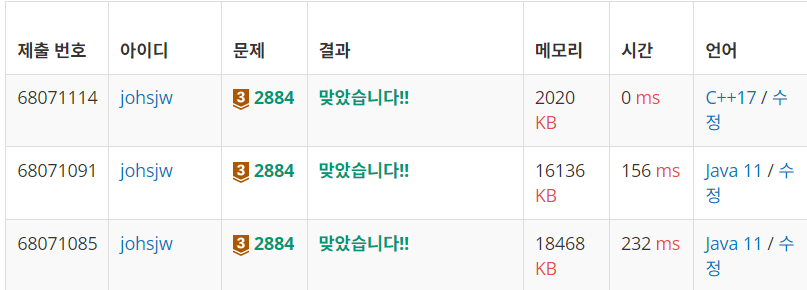 제출 번호 아이디 문제 결과 메모리 시간 언어
68071114 johsjw 3 2884 맞았습니다!! 2020 KB 0 ms C++17 / 수정
68071091 johsjw 3 2884 맞았습니다!! 16136 KB 156 ms Java 11 / 수정
68071085 johsjw 3 2884 맞았습니다!! 18468 KB 232 ms Java 11 / 수정